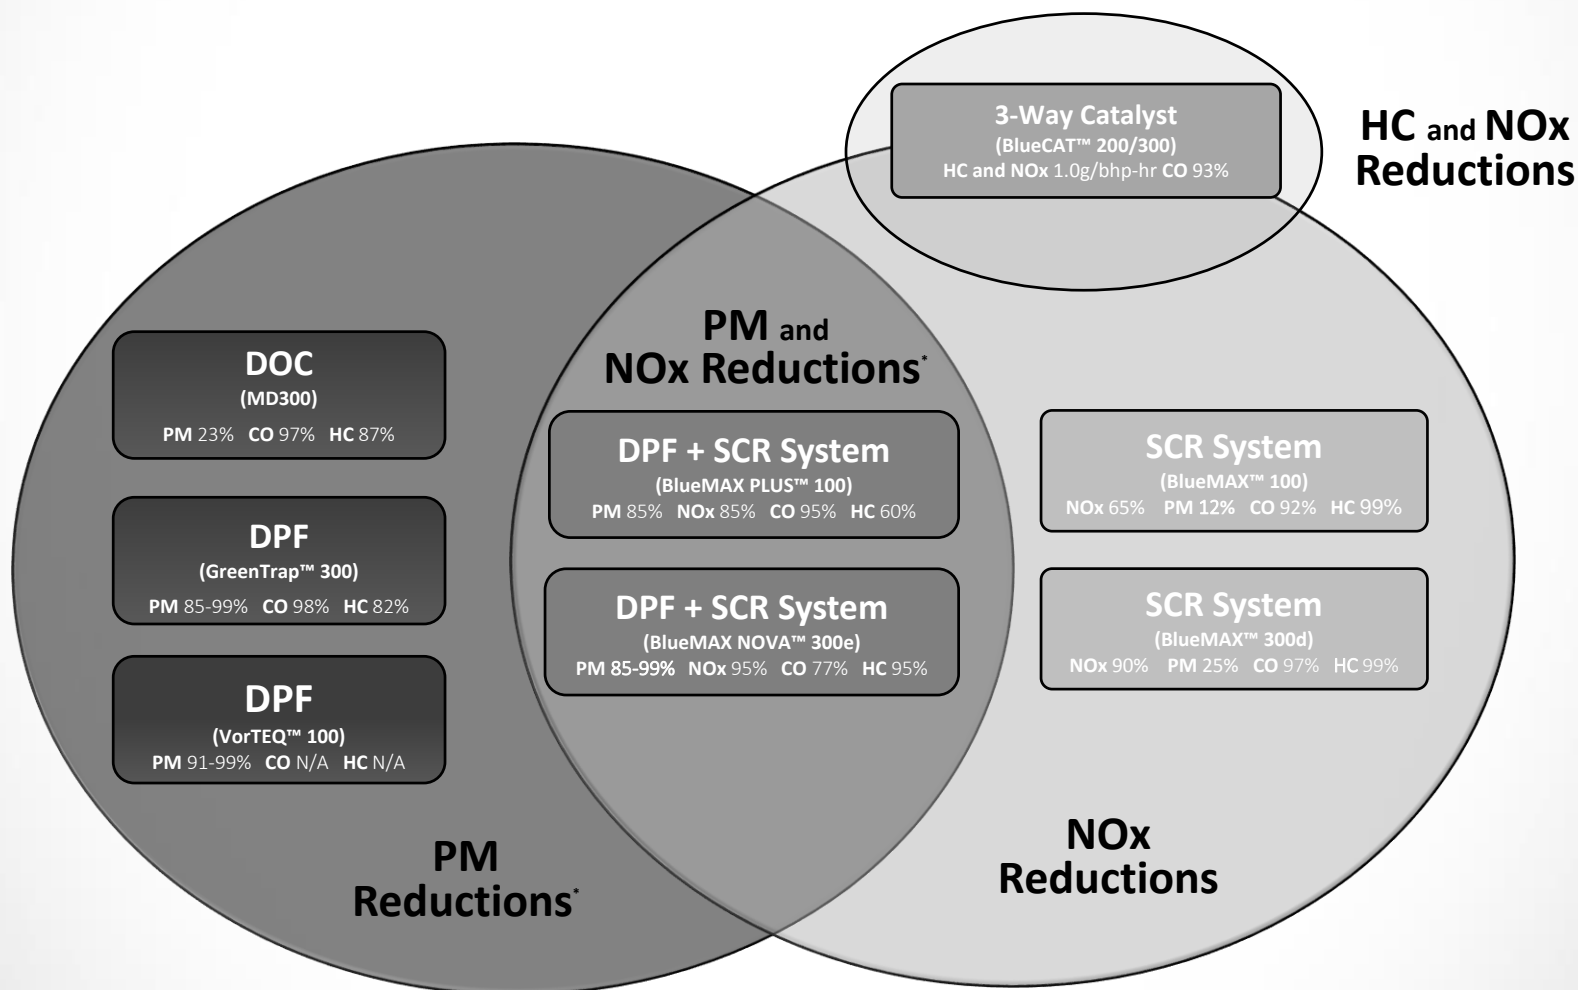 3-Way Catalyst
(BlueCAT™ 200/300)
HC and NOx 1.0g/bhp-hr CO 93%
HC and NOx
Reductions
PM and
NOx Reductions*
DOC
(MD300)
PM 23% CO 97% HC 87%
DPF
(GreenTrap™ 300)
PM 85-99% CO 98% HC 82%
DPF
(VorTEQ™ 100)
PM 91-99% CO N/A HC N/A
DPF + SCR System
(BlueMAX PLUS™ 100)
PM 85% NOx 85% CO 95% HC 60%
DPF + SCR System
(BlueMAX NOVA™ 300e)
PM 85-99% NOx 95% CO 77% HC 95%
SCR System
(BlueMAX™ 100)
NOx 65% PM 12% CO 92% HC 99%
SCR System
(BlueMAX™ 300d)
NOx 90% PM 25% CO 97% HC 99%
PM
Reductions*
NOx
Reductions